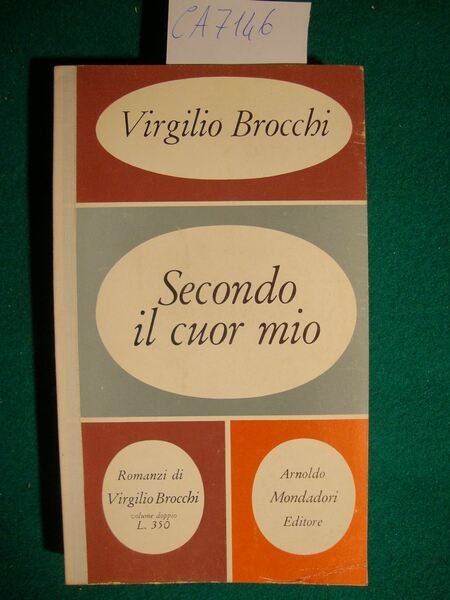 CA7146
Virgilio Brocchi
Secondo
il cuor mio
Romanzi di
Virgilio Brocchi
volume doppio
L. 350
Arnoldo
Mondadori
Editore